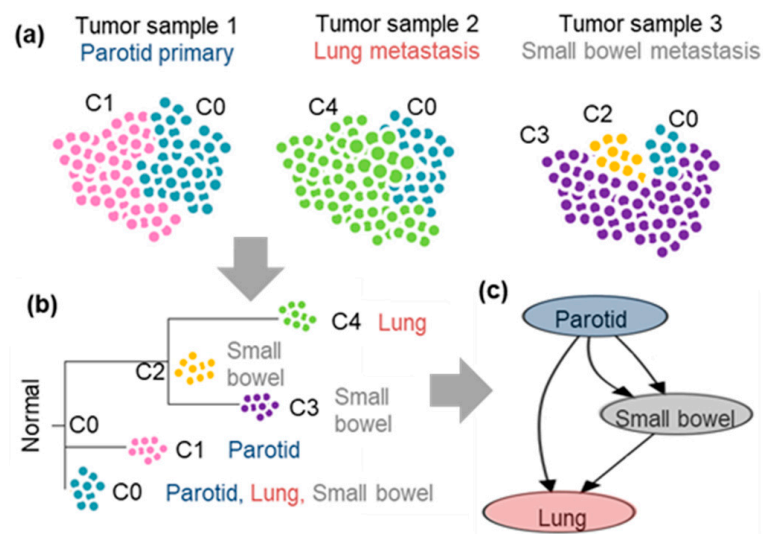 (a)
Tumor sample 1
Parotid primary
Tumor sample 2
Lung metastasis
Tumor sample 3
Small bowel metastasis
C1
C0
C4
C0
C3
C2
C0
(b)
Normal
C0
C2
Small
bowel
C4 Lung
C3
Small
bowel
C1 Parotid
C0 Parotid, Lung, Small bowel
(c)
Parotid
Small bowel
Lung